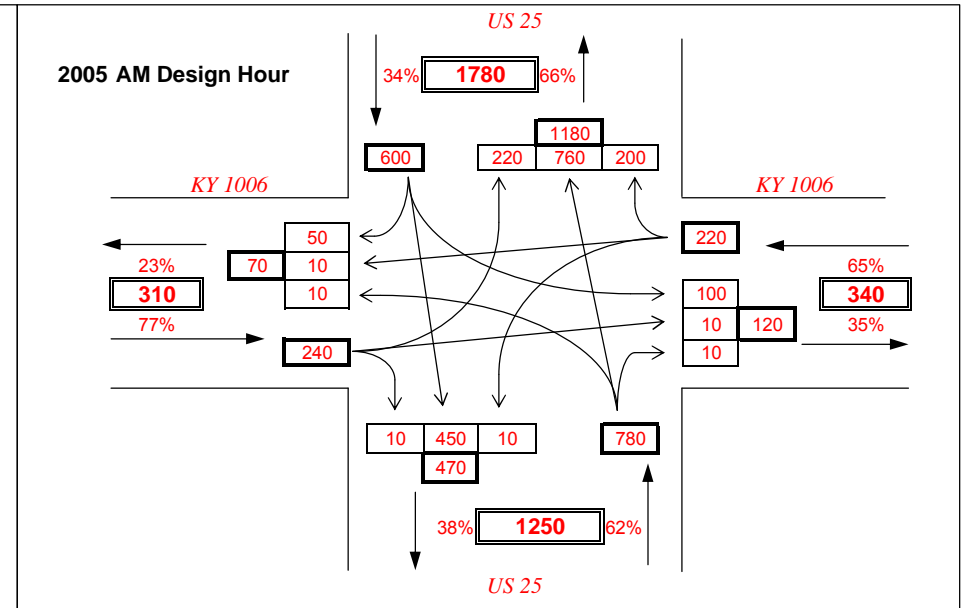 US 25
2005 AM Design Hour
34% 1780 66%
1180
600 220 760 200
KY 1006 KY 1006
50 220
23% 70 10 65%
310 10 100 340
77% 10 120 35%
240 10
10 450 10 780
470
38% 1250 62%
US 25